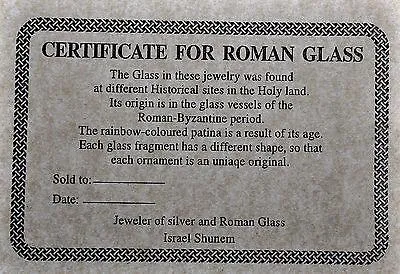 CERTIFICATE FOR ROMAN GLASS
The Glass in these jewelry was found
at different Historical sites in the Holy land.
Its origin is in the glass vessels of the
Roman-Byzantine period.
The rainbow-coloured patina is a result of its age.
Each glass fragment has a different shape, so that
each ornament is an uniaqe original.
Sold to:
Date:
Jeweler of silver and Roman Glass
Israel Shunem